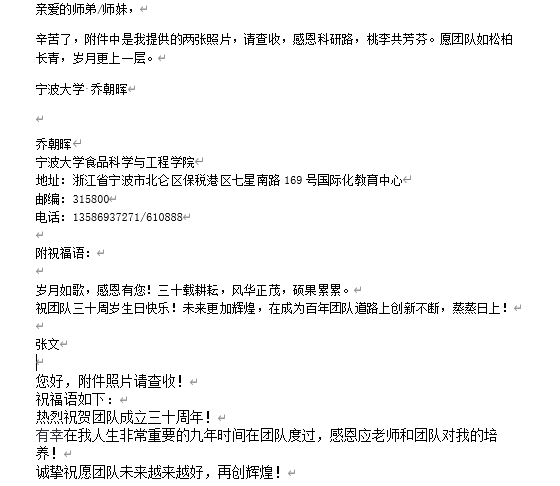 亲爱的师弟/师妹，
辛苦了，附件中是我提供的两张照片，请查收，感恩科研路，桃李共芳芬。愿团队如松柏
长青，岁月更上一层。
宁波大学 乔朝晖
乔朝晖
宁波大学食品科学与工程学院
地址：浙江省宁波市北仑区保税港区七星南路 169 号国际化教育中心
邮编：315800
电话：13586937271/610888
附祝福语：
岁月如歌，感恩有您！三十载耕耘，风华正茂，硕果累累。
祝团队三十周岁生日快乐！未来更加辉煌，在成为百年团队道路上创新不断，蒸蒸日上！
张文
您好，附件照片请查收！
祝福语如下：
热烈祝贺团队成立三十周年！
有幸在我人生非常重要的九年时间在团队度过，感恩应老师和团队对我的培
养！
诚挚祝愿团队未来越来越好，再创辉煌！